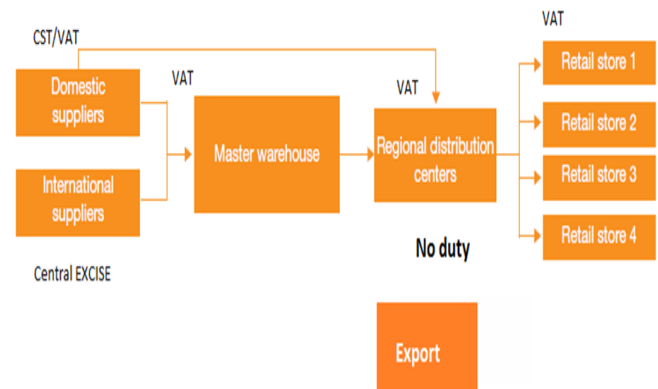 CST/VAT
Domestic
suppliers
VAT
International
suppliers
Central EXCISE
Master warehouse
VAT
Regional distribution
centers
No duty
Export
VAT
Retail store 1
Retail store 2
Retail store 3
Retail store 4